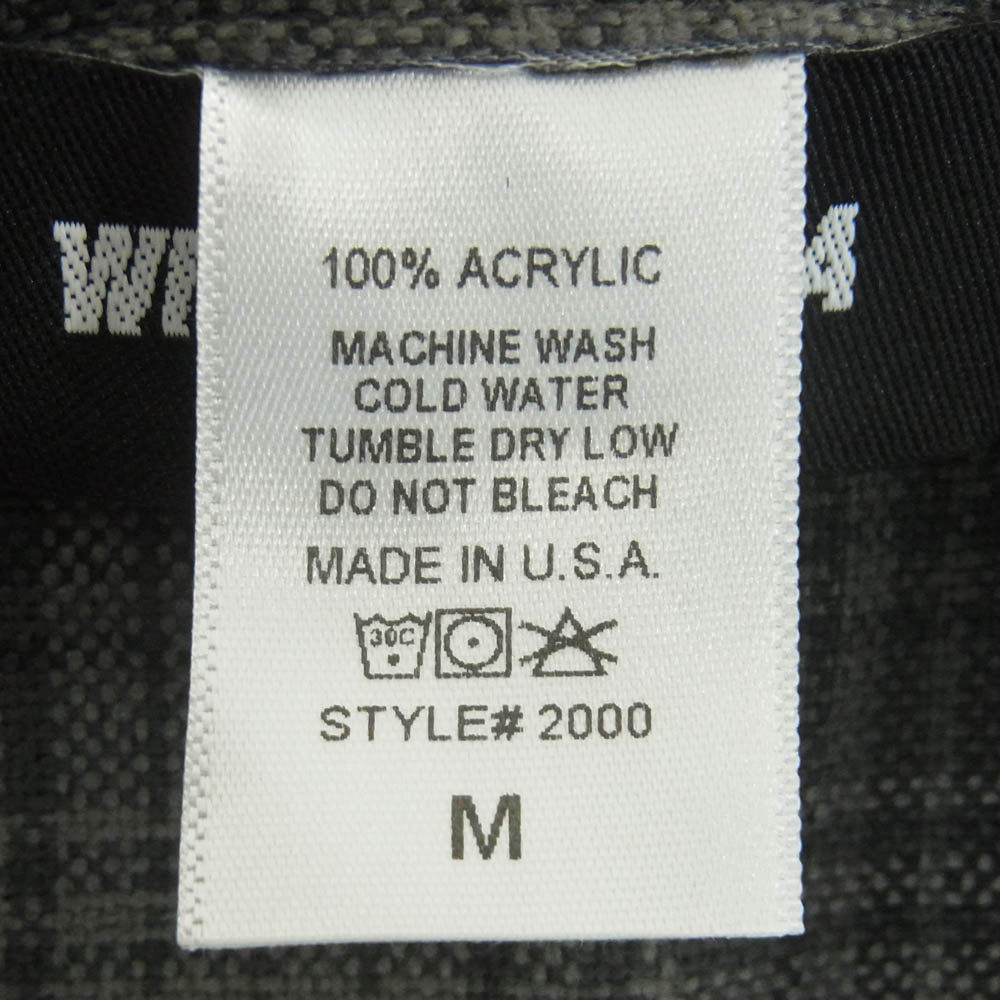 100% ACRYLIC
MACHINE WASH
COLD WATER
TUMBLE DRY LOW
DO NOT BLEACH
MADE IN U.S.A.
30C
STYLE# 2000
M